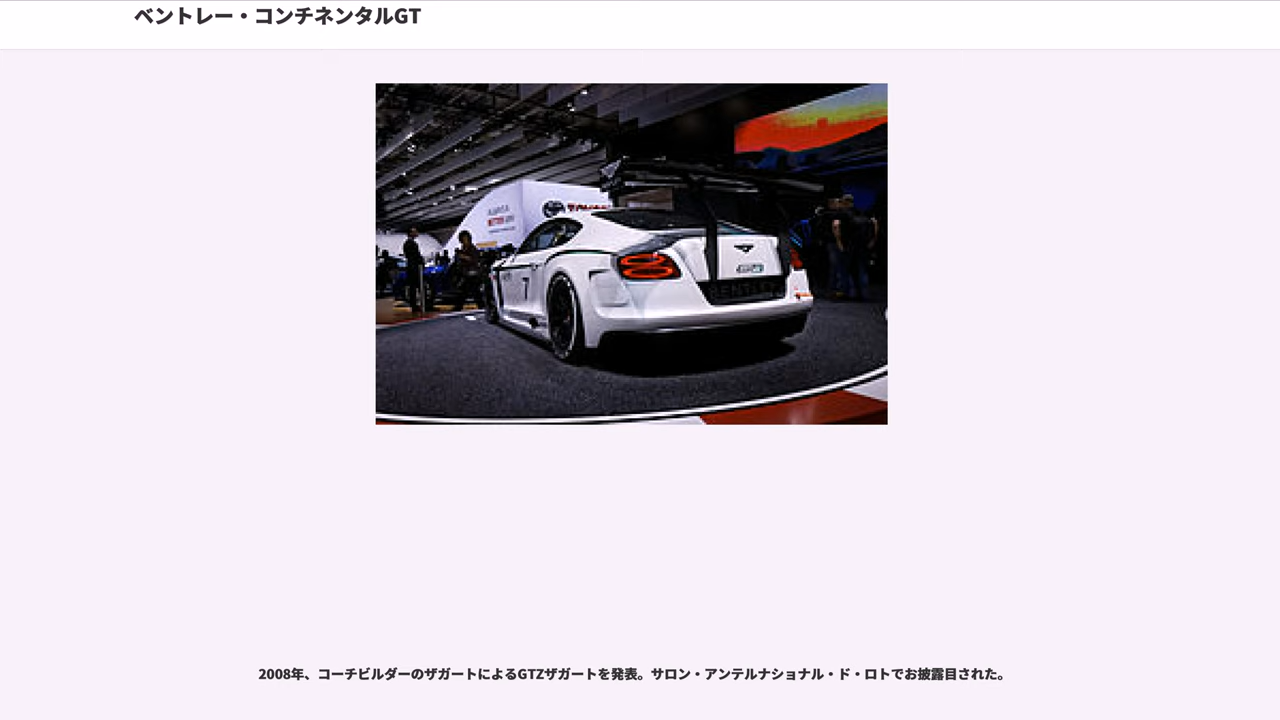 ベントレー・コンチネンタルGT
7
BENTLEY
2008年、コーチビルダーのザガートによるGTZザガートを発表。サロン・アンテルナショナル・ド・ロトでお披露目された。